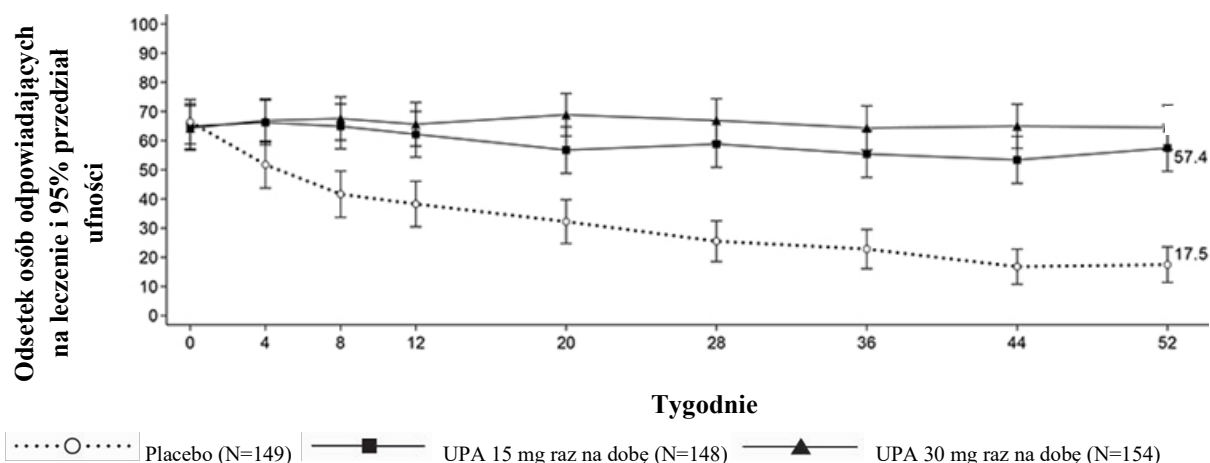 Odsetek osób odpowiadających
na leczenie i 95% przedział
ufności
100
90
80
70
60
50
40
30
20
10
0
57.4
17.5
0 4 8 12 20 28 36 44 52
Tygodnie
Placebo (N=149) UPA 15 mg raz na dobę (N=148) UPA 30 mg raz na dobę (N=154)